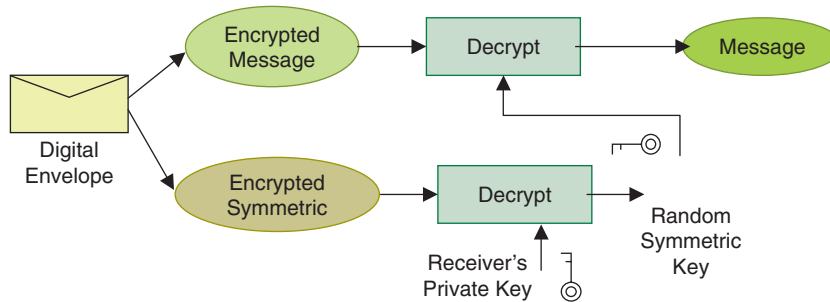 Encrypted
Message
Decrypt
Message
Digital
Envelope
Encrypted
Symmetric
Decrypt
Random
Symmetric
Key
Receiver's
Private Key